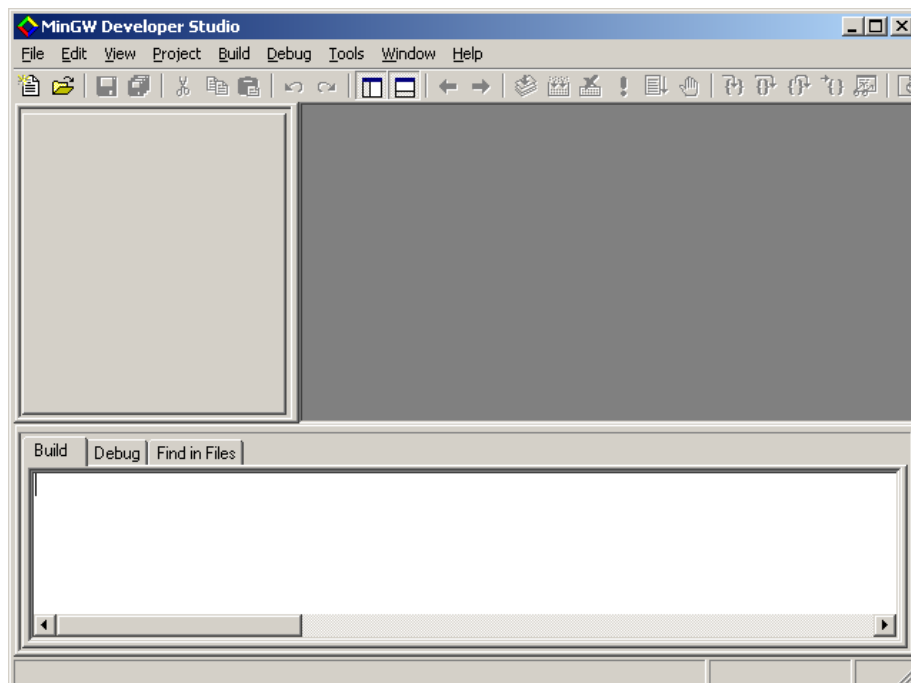 MinGW Developer Studio
File Edit View Project Build Debug Tools Window Help
Build Debug Find in Files